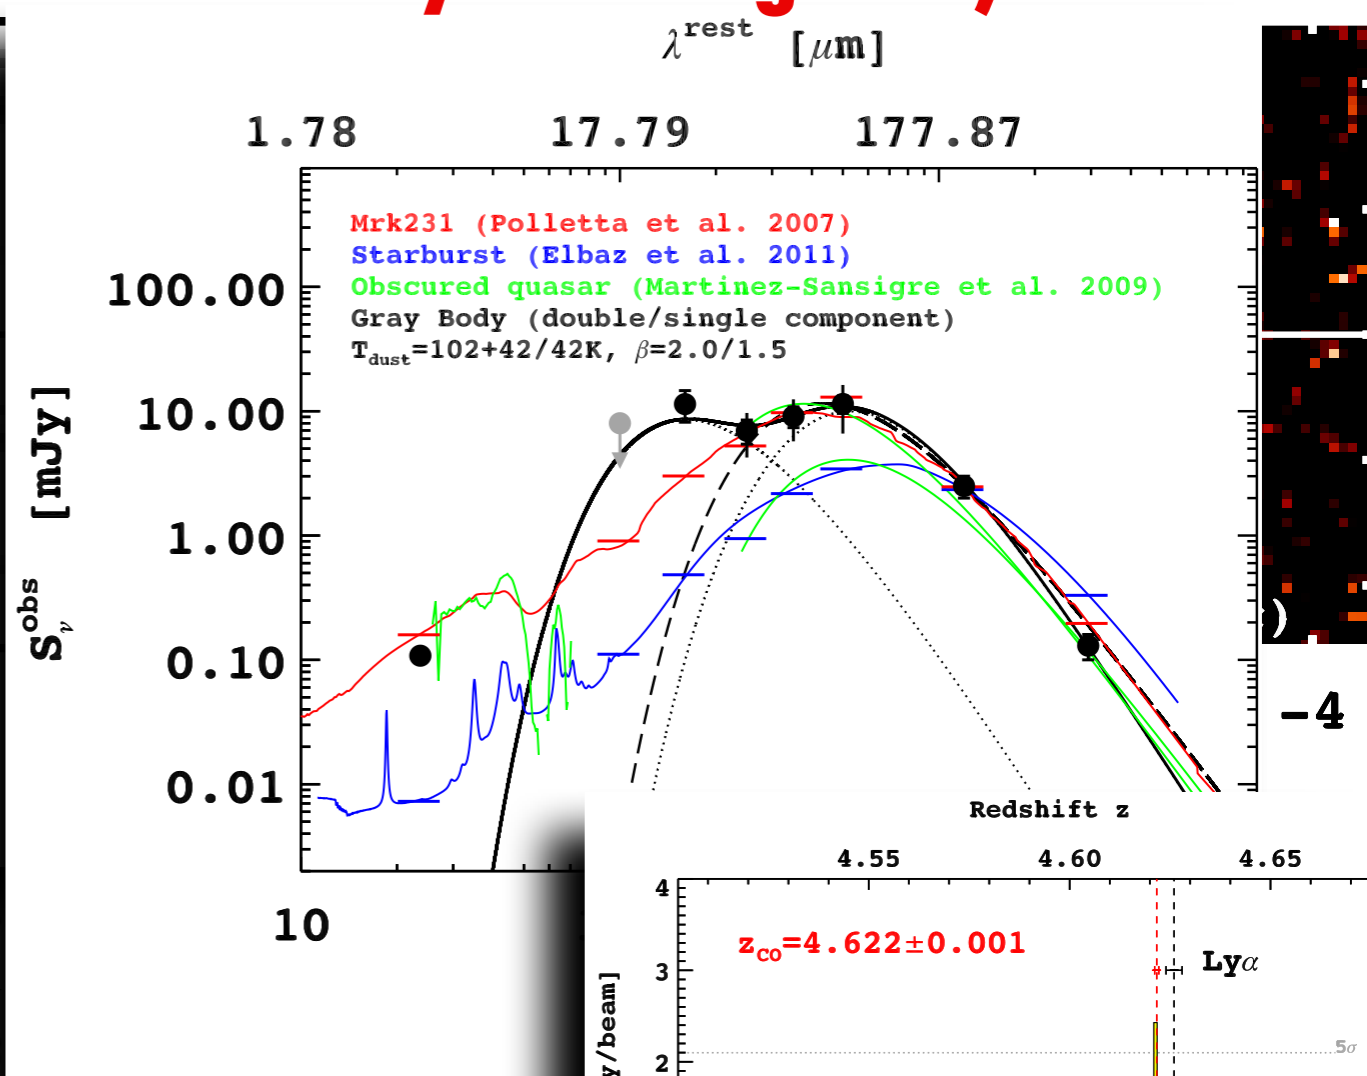 λrest [μm]
1.78 17.79 177.87
Mrk231 (Polletta et al. 2007)
Starburst (Elbaz et al. 2011)
Obscured quasar (Martinez-Sansigre et al. 2009)
Gray Body (double/single component)
Tdust=102+42/42K, β=2.0/1.5
100.00
10.00
1.00
0.10
0.01
Sνobs [mJy]
10
)
-4
Redshift z
4.55 4.60 4.65
4
3
2
zCO=4.622±0.001
Lyα
y/beam]
5σ